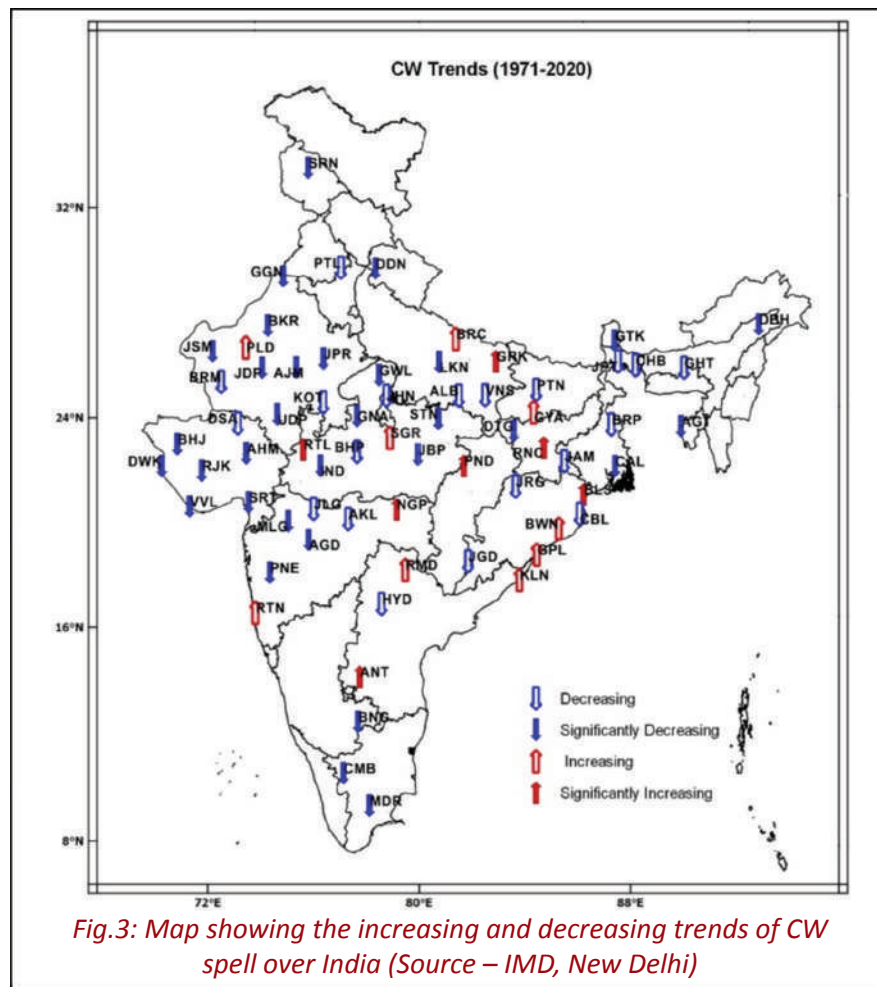 CW Trends (1971-2020)
SRN
32°N
PTL
DDN
GGN
BKR
DBH
GTK
JSM
PLD
BRC
JPR
GRK
CHB
GHT
JDP
AJM
GWL
LKN
BRM
KOT
JHN
ALB
VNS
PTN
24°N
DSA
UDP
GNA
STN
GYA
BRP
AGT
DTG
BHJ
SGR
AHM
RTL
BHP
JBP
RNC
JAM
CAL
DWK
RJK
IND
PND
JRG
BLS
VVL
SRT
JLG
AKL
NGP
CBL
MLG
BWN
AGD
GPL
JGD
PNE
RMD
KLN
HYD
RTN
16°N
ANT
BNG
CMB
MDR
8°N
Decreasing
Significantly Decreasing
Increasing
Significantly Increasing
72°E
80°E
88°E
Fig.3: Map showing the increasing and decreasing trends of CW
spell over India (Source – IMD, New Delhi)